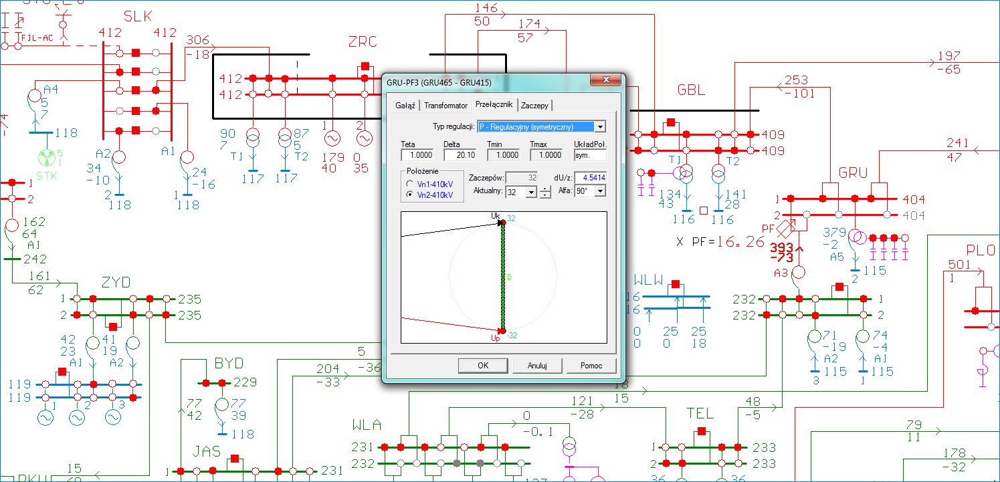 SLK
412 412
FJL-AC
306
-18
ZRC
146
50
174
57
197
-65
A4
5
7
118
5
1
STK
412
412
90
7
T1
117
87
5
T2
117
1
179
40
2
0
35
A2
34
-10
2
118
A1
24
-16
1
118
GBL
253
-101
409
409
T1
T2
134
43
116
141
28
116
241
47
GRU
1
404
2
404
PF
X PF=16.26
393
-73
A3
379
-2
A5
115
2
PLO
501
1
1
2
162
64
A1
242
161
62
ZYD
1
235
2
235
42
23
A1
41
19
A2
119
119
1
2
3
BYD
229
77
42
77
39
118
JAS
1
231
15
5
-36
204
-33
GRU-PF3 (GRU465 - GRU415)
Gałąź
Transformator
Przełącznik
Zaczepy
Typ regulacji:
P - Regulacyjny (symetryczny)
Teta
Delta
Tmin
Tmax
UkładPoł.
1.0000
20.10
1.0000
1.0000
sym.
Położenie
Vn1-410kV
Vn2-410kV
Zaczepów:
32
dU/z:
4.5414
Aktualny:
32
Alfa:
90°
Uk
32
0
Up
-32
OK
Anuluj
Pomoc
WLW
16
16
0
0
25
0
25
18
232
1
232
2
71
-19
A2
115
3
74
-4
A1
115
1
18
15
121
-28
WLA
231
232
0
-0.1
TEL
48
-5
1
233
2
233
36
36
79
11
178
-32